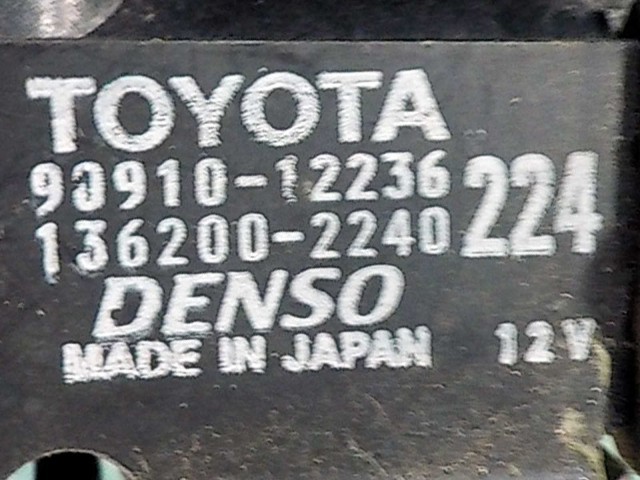 TOYOTA
90910-12236
136200-2240 224
DENSO
MADE IN JAPAN 12V